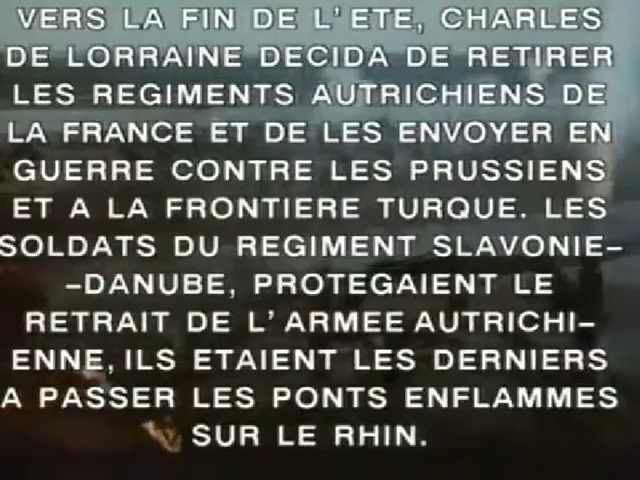 VERS LA FIN DE L'ETE, CHARLES
DE LORRAINE DECIDA DE RETIRER
LES REGIMENTS AUTRICHIENS DE
LA FRANCE ET DE LES ENVOYER EN
GUERRE CONTRE LES PRUSSIENS
ET A LA FRONTIERE TURQUE. LES
SOLDATS DU REGIMENT SLAVONIE-
-DANUBE, PROTEGAIENT LE
RETRAIT DE L'ARMEE AUTRICHI-
ENNE, ILS ETAIENT LES DERNIERS
A PASSER LES PONTS ENFLAMMES
SUR LE RHIN.